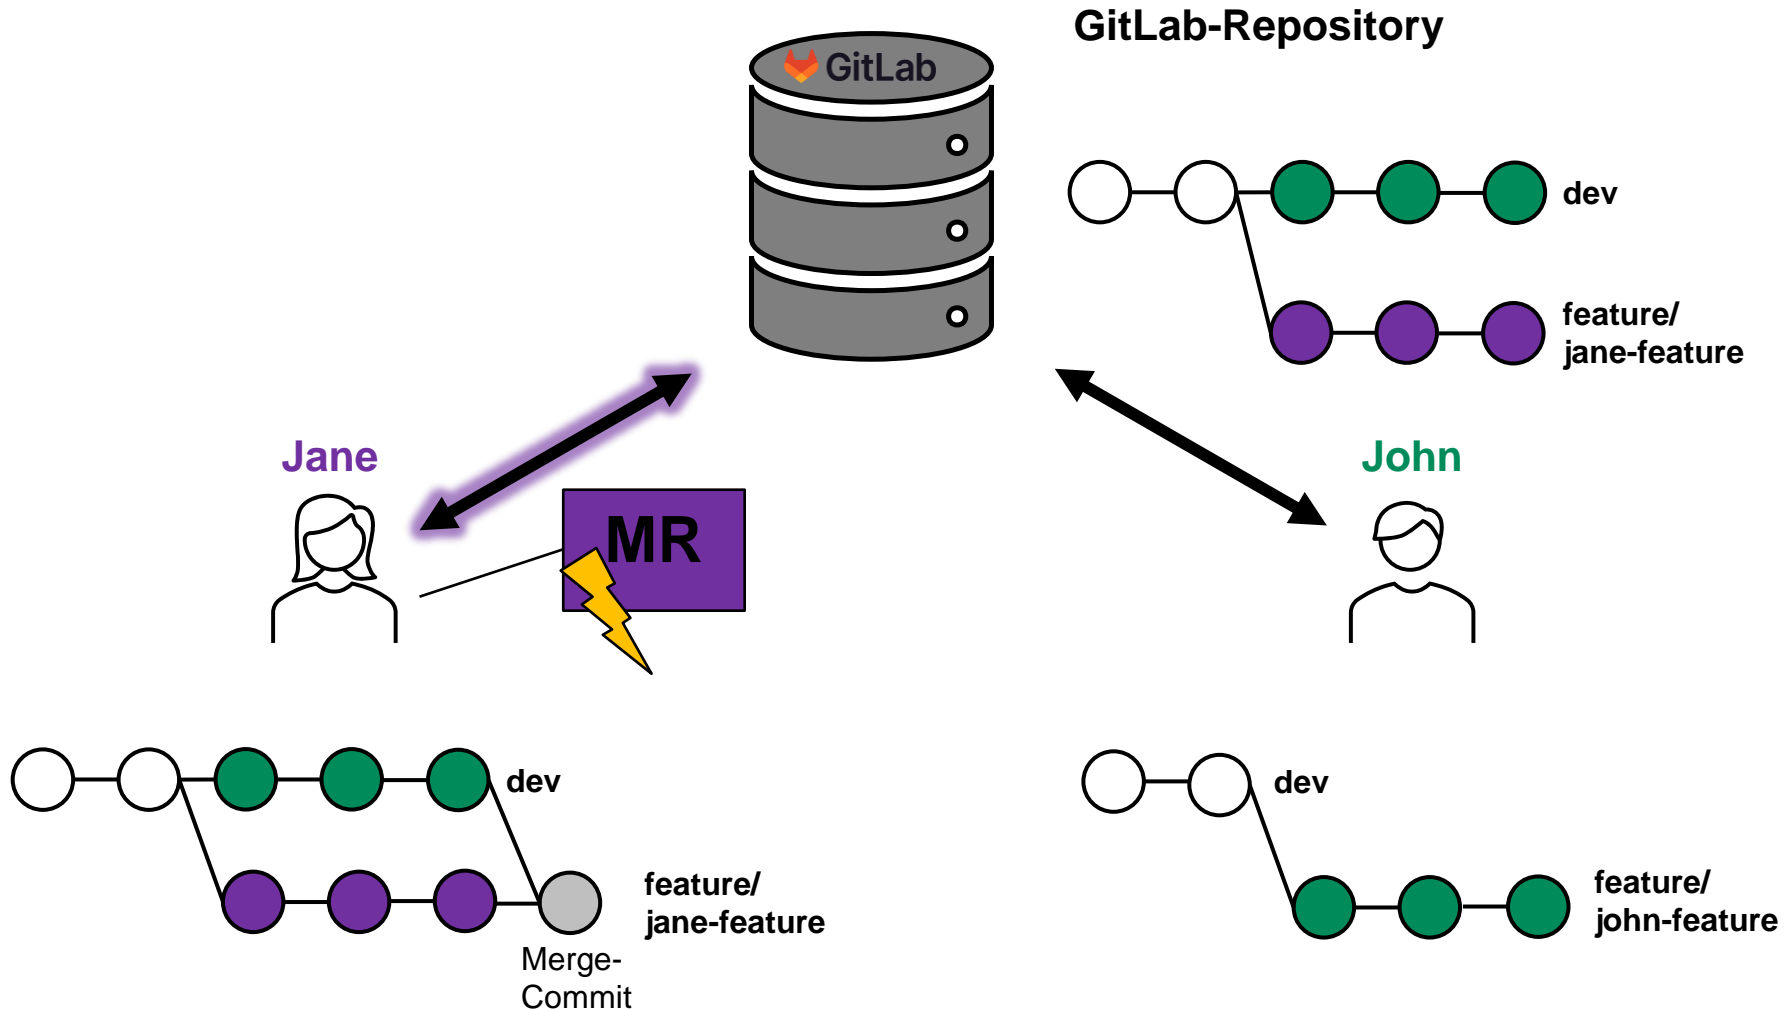 GitLab-Repository
GitLab
dev
feature/
jane-feature
Jane
John
MR
dev
feature/
jane-feature
Merge-
Commit
dev
feature/
john-feature